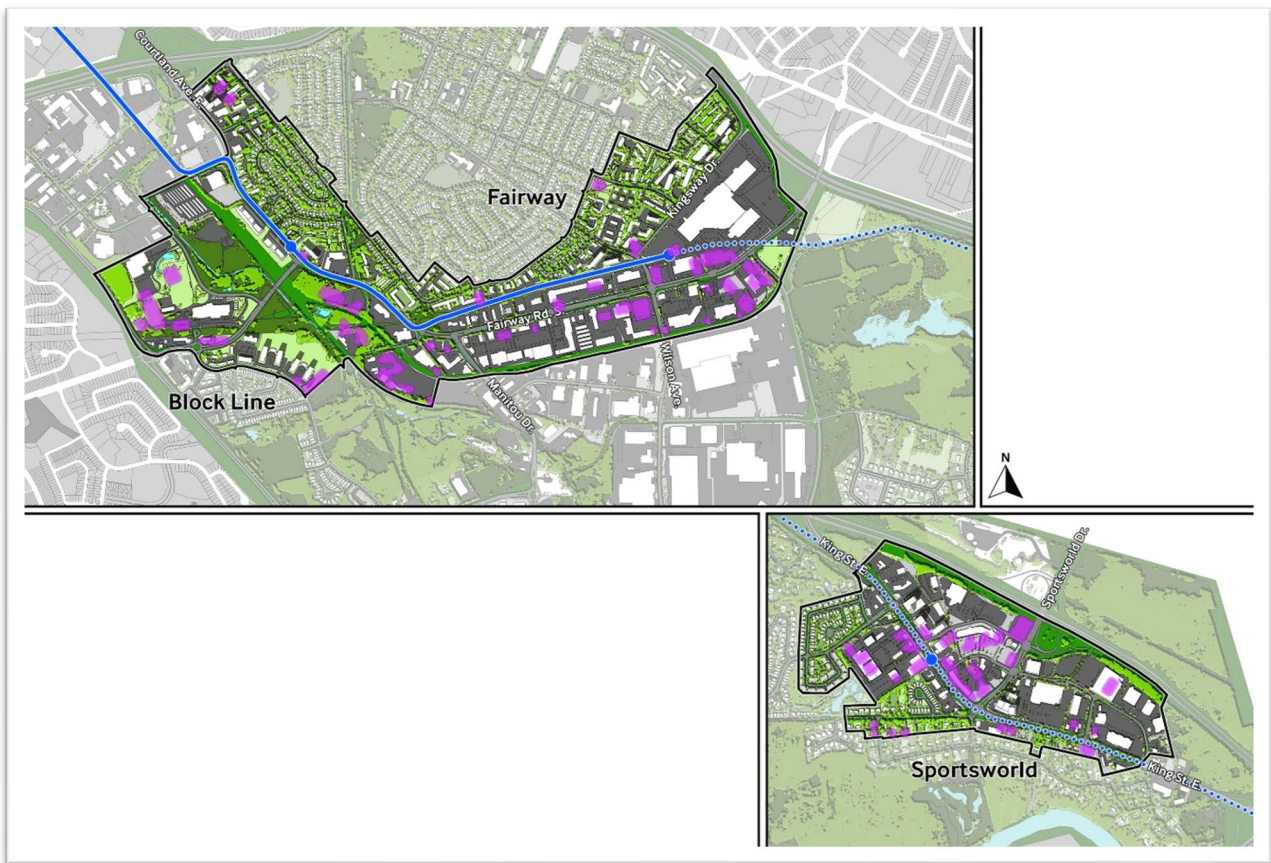 Courtland Ave. E.
Fairway
Kingsway Dr.
Fairway Rd. S.
Block Line
Manitou Dr.
Wilson Ave.
N
King St. E.
Sportsworld Dr.
Sportsworld
King St. E.